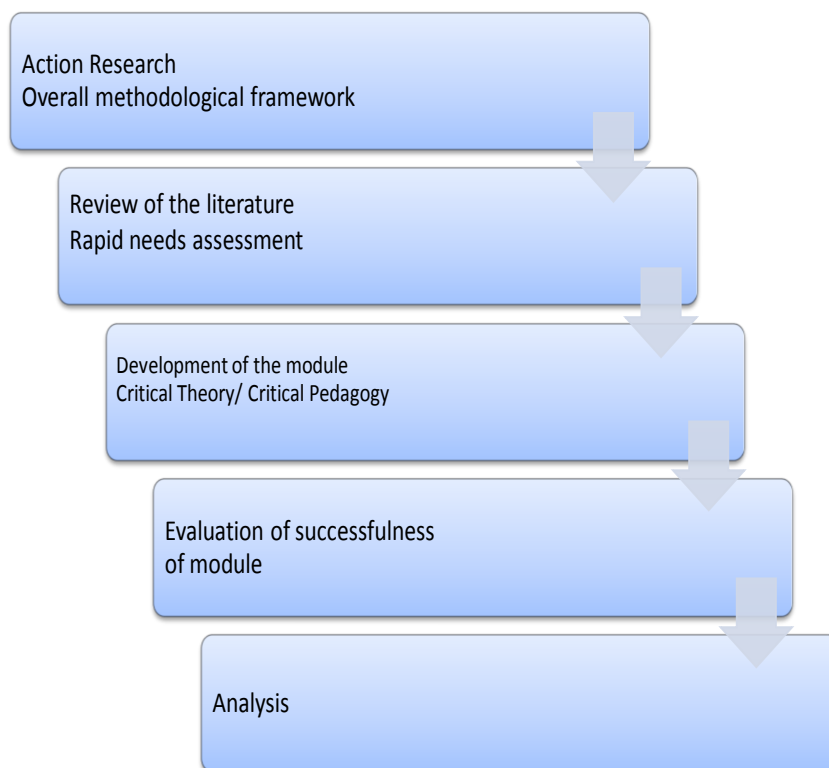 Action Research
Overall methodological framework
Review of the literature
Rapid needs assessment
Development of the module
Critical Theory/ Critical Pedagogy
Evaluation of successfulness
of module
Analysis